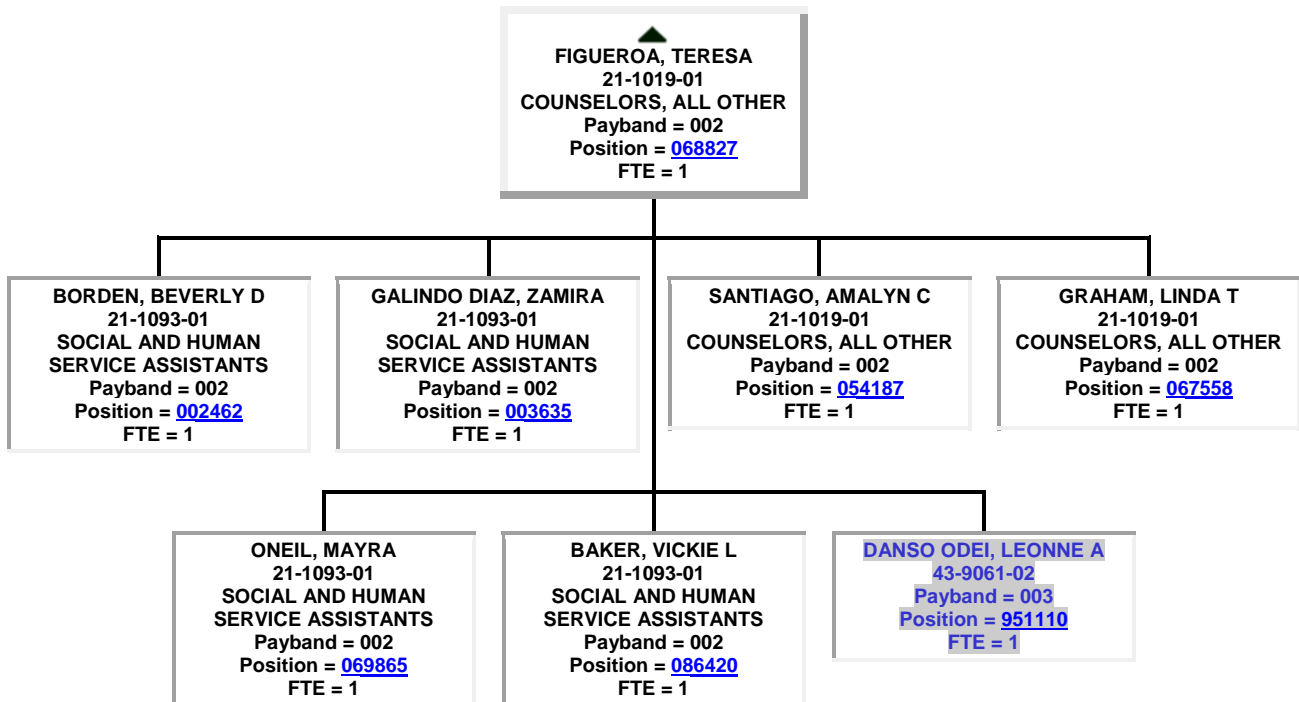 FIGUEROA, TERESA
21-1019-01
COUNSELORS, ALL OTHER
Payband = 002
Position = 068827
FTE = 1
BORDEN, BEVERLY D
21-1093-01
SOCIAL AND HUMAN
SERVICE ASSISTANTS
Payband = 002
Position = 002462
FTE = 1
GALINDO DIAZ, ZAMIRA
21-1093-01
SOCIAL AND HUMAN
SERVICE ASSISTANTS
Payband = 002
Position = 003635
FTE = 1
SANTIAGO, AMALYN C
21-1019-01
COUNSELORS, ALL OTHER
Payband = 002
Position = 054187
FTE = 1
GRAHAM, LINDA T
21-1019-01
COUNSELORS, ALL OTHER
Payband = 002
Position = 067558
FTE = 1
ONEIL, MAYRA
21-1093-01
SOCIAL AND HUMAN
SERVICE ASSISTANTS
Payband = 002
Position = 069865
FTE = 1
BAKER, VICKIE L
21-1093-01
SOCIAL AND HUMAN
SERVICE ASSISTANTS
Payband = 002
Position = 086420
FTE = 1
DANSO ODEI, LEONNE A
43-9061-02
Payband = 003
Position = 951110
FTE = 1